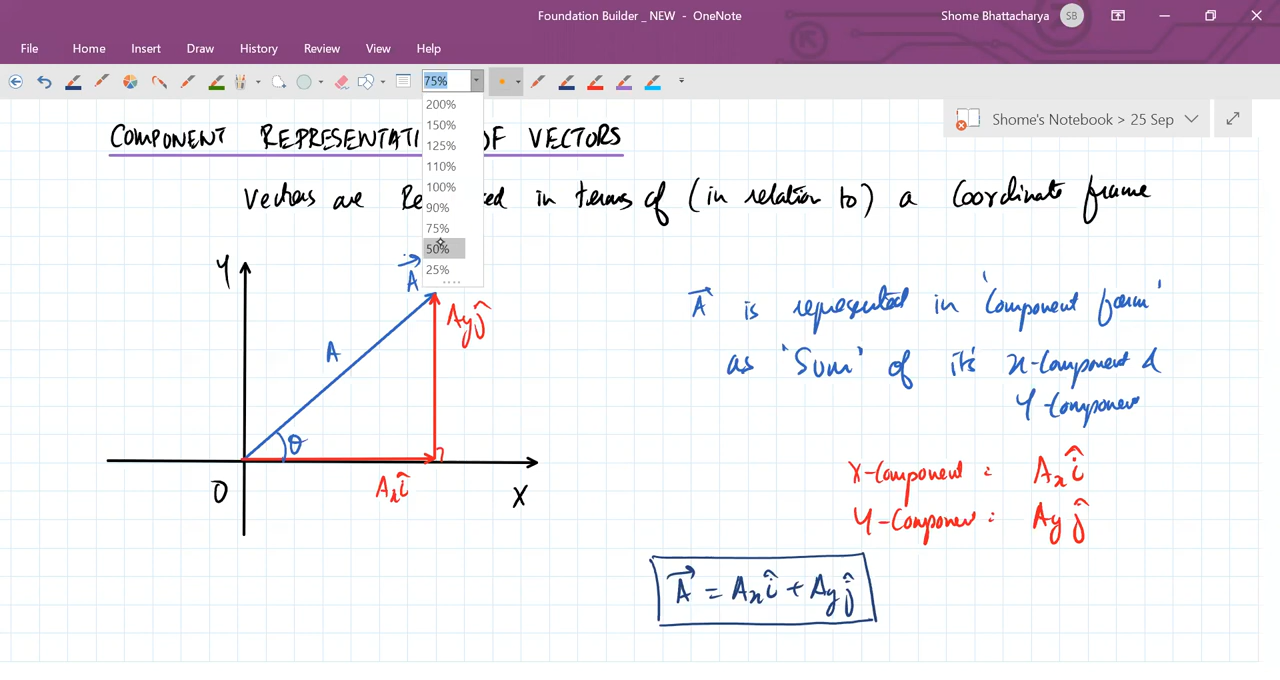 Foundation Builder _NEW - OneNote
Shome Bhattacharya SB
File Home Insert Draw History Review View Help
75%
200%
150%
125%
110%
100%
90%
75%
50%
25%
Shome's Notebook > 25 Sep
COMPONENT REPRESENTATI OF VECTORS
Vectors are Re ed in terms of (in relation to) a Coordinate frame
Y
A⃗
Ay ĵ
A
θ
O
Ax î
X
A⃗ is represented in 'Component form'
as 'Sum' of its x-Component &
Y-Component
X-Component = Ax î
Y-Component = Ay ĵ
A⃗ = Ax î + Ay ĵ